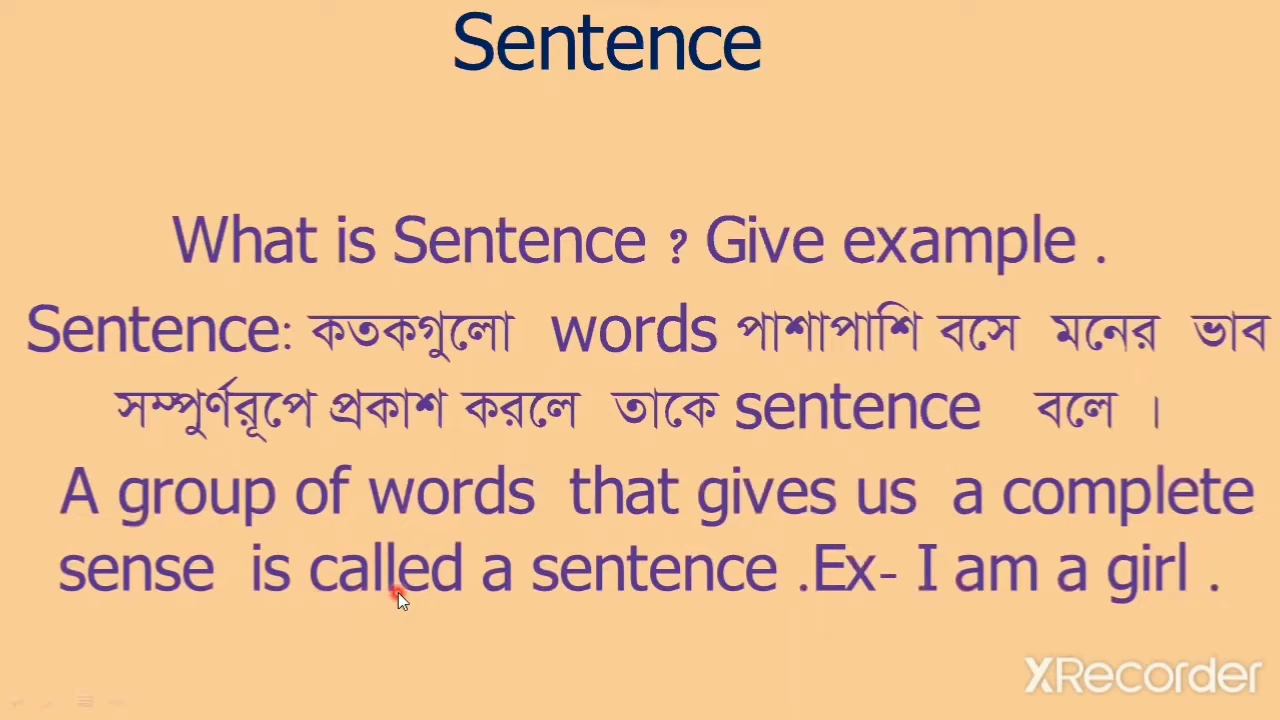 Sentence
What is Sentence ? Give example .
Sentence: কতকগুলো words পাশাপাশি বসে মনের ভাব
সম্পুর্ণরূপে প্রকাশ করলে তাকে sentence বলে ।
A group of words that gives us a complete
sense is called a sentence .Ex- I am a girl .
XRecorder